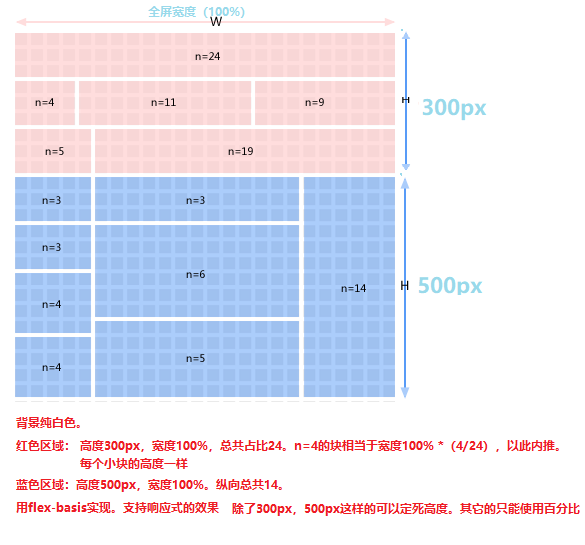 全屏宽度（100%）
W
n=24
n=4 n=11 n=9
H
300px
n=5 n=19
n=3 n=3
n=3
n=6
H
500px
n=14
n=4
n=5
n=4
背景纯白色。
红色区域： 高度300px，宽度100%，总共占比24。n=4的块相当于宽度100% *（4/24），以此内推。
每个小块的高度一样
蓝色区域：高度500px，宽度100%。纵向总共14。
用flex-basis实现。支持响应式的效果 除了300px，500px这样的可以定死高度。其它的只能使用百分比